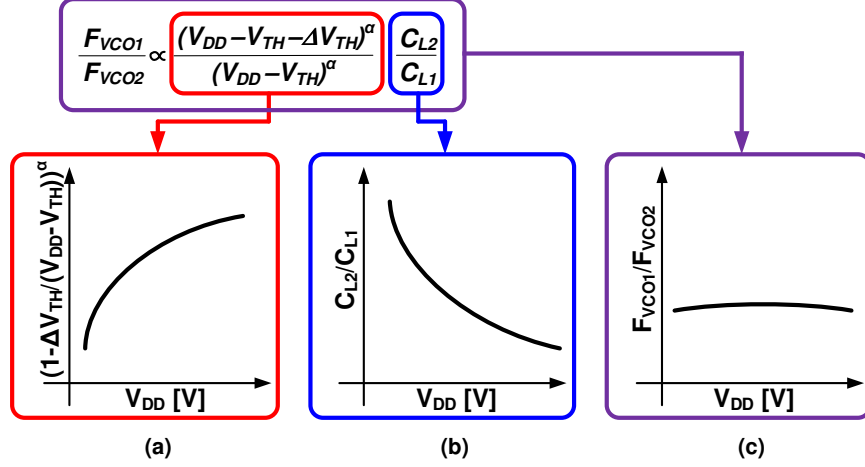 F_VCO1 / F_VCO2 ∝ (V_DD −V_TH −ΔV_TH)^α / (V_DD −V_TH)^α C_L2 / C_L1
(1-ΔV_TH/(V_DD-V_TH))^α
V_DD [V]
C_L2/C_L1
V_DD [V]
F_VCO1/F_VCO2
V_DD [V]
(a)
(b)
(c)